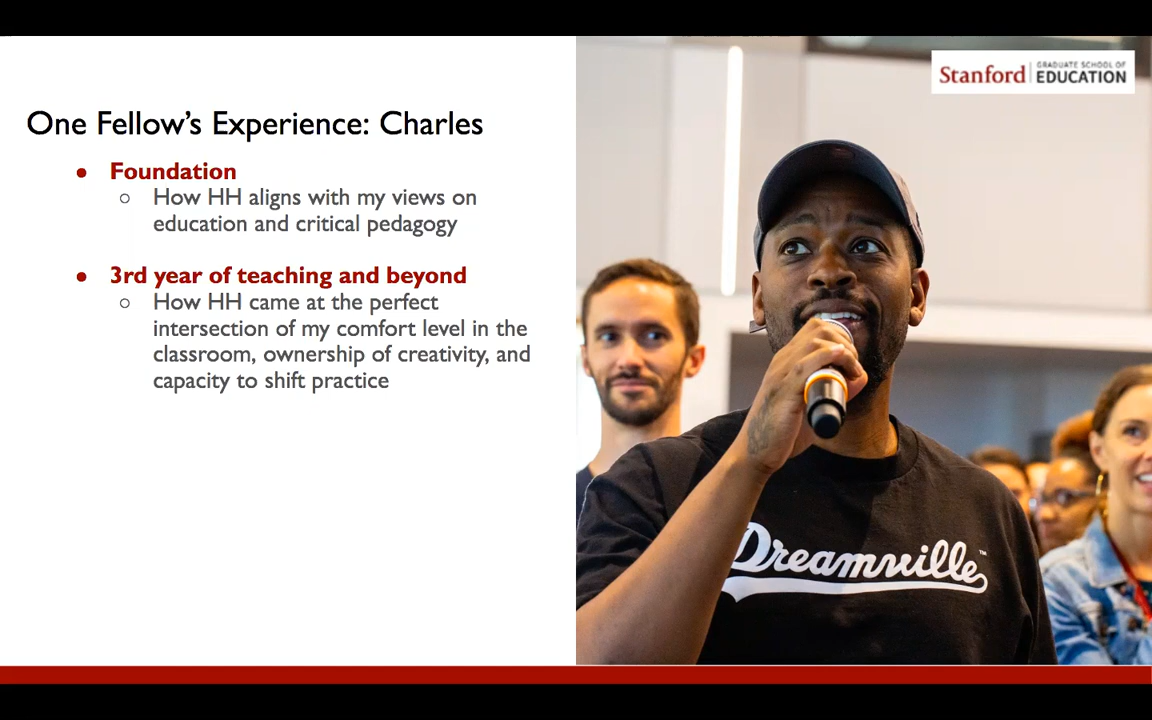 Stanford GRADUATE SCHOOL OF
EDUCATION
One Fellow's Experience: Charles
● Foundation
○ How HH aligns with my views on
education and critical pedagogy
● 3rd year of teaching and beyond
○ How HH came at the perfect
intersection of my comfort level in the
classroom, ownership of creativity, and
capacity to shift practice
Dreamville™